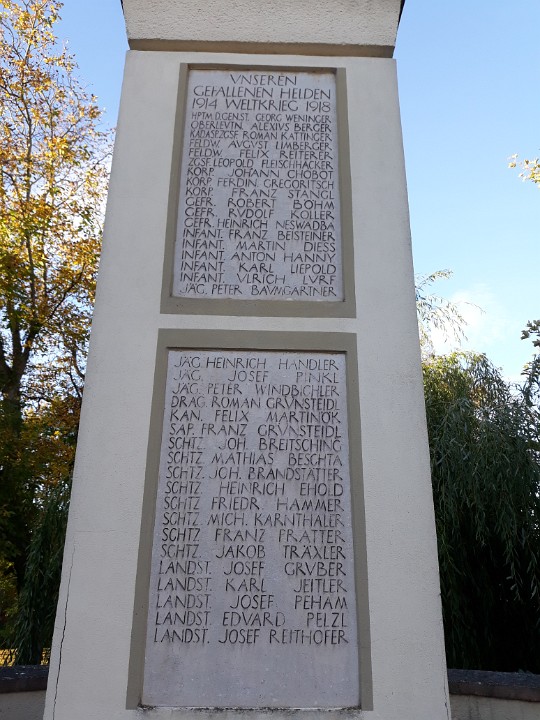 VNSEREN
GEFALLENEN HELDEN
1914 WELTKRIEG 1918
HPTM.D.GENST. GEORG WENINGER
OBERLEVTN. ALEXIVS BERGER
KADASP.ZGSF. ROMAN KATTINGER
FELDW. AVGVST LIMBERGER
FELDW. FELIX REITERER
ZGSF. LEOPOLD FLEISCHHACKER
KORP. JOHANN CHOBOT
KORP. FERDIN GREGORITSCH
KORP. FRANZ STANGL
GEFR. ROBERT BÖHM
GEFR. RVDOLF KOLLER
GEFR. HEINRICH NESWADBA
INFANT. FRANZ BEISTEINER
INFANT. MARTIN DIESS
INFANT. ANTON HANNY
INFANT. KARL LIEPOLD
INFANT. VLRICH LVRF
JÄG. PETER BAVMGARTNER
JÄG. HEINRICH HANDLER
JÄG. JOSEF PINKL
JÄG. PETER WINDBICHLER
DRAG. ROMAN GRVNSTEIDL
KAN. FELIX MARTINOK
SAP. FRANZ GRVNSTEIDL
SCHTZ. JOH. BREITSCHING
SCHTZ. MATHIAS BESCHTA
SCHTZ. JOH. BRANDSTÄTTER
SCHTZ. HEINRICH EHOLD
SCHTZ. FRIEDR HAMMER
SCHTZ. MICH. KARNTHALER
SCHTZ. FRANZ PRATTER
SCHTZ. JAKOB TRÄXLER
LANDST. JOSEF GRVBER
LANDST. KARL JEITLER
LANDST. JOSEF PEHAM
LANDST. EDVARD PELZL
LANDST. JOSEF REITHOFER